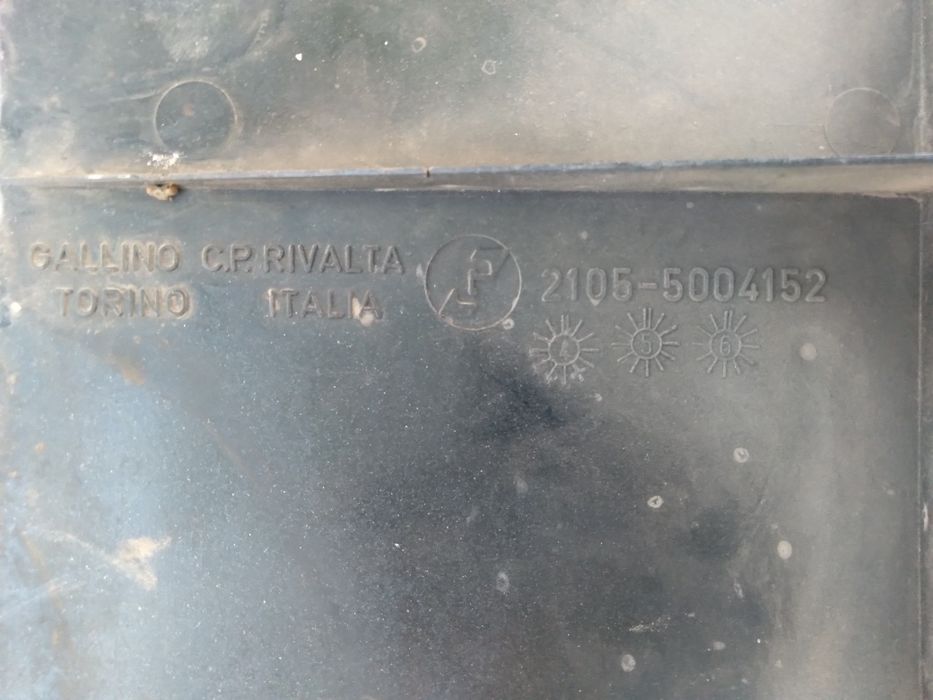 GALLINO C.P. RIVALTA
TORINO ITALIA
2105-5004152
4 5 6